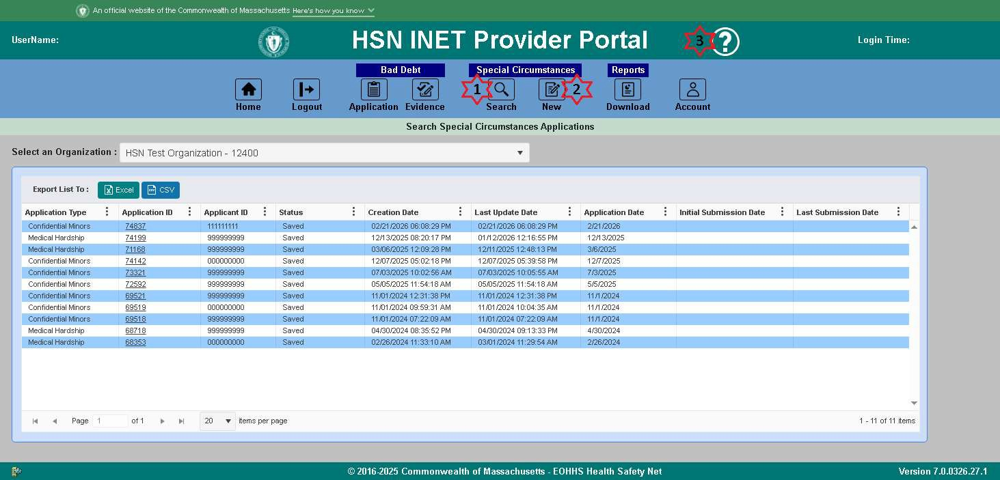 An official website of the Commonwealth of Massachusetts Here's how you know
UserName:
HSN INET Provider Portal
3
?
Login Time:
Bad Debt
Special Circumstances
Reports
1
2
Home
Logout
Application
Evidence
Search
New
Download
Account
Search Special Circumstances Applications
Select an Organization : HSN Test Organization - 12400
Export List To : Excel CSV
Application Type Application ID Applicant ID Status Creation Date Last Update Date Application Date Initial Submission Date Last Submission Date
Confidential Minors 74837 111111111 Saved 02/21/2026 06:08:29 PM 02/21/2026 06:08:29 PM 2/21/2026
Medical Hardship 74199 999999999 Saved 12/13/2025 08:20:17 PM 01/12/2026 12:16:55 PM 12/13/2025
Medical Hardship 71168 999999999 Saved 03/06/2025 12:09:28 PM 12/11/2025 12:48:13 PM 3/6/2025
Confidential Minors 74142 000000000 Saved 12/07/2025 05:02:18 PM 12/07/2025 05:39:58 PM 12/7/2025
Confidential Minors 73321 999999999 Saved 07/03/2025 10:02:56 AM 07/03/2025 10:05:55 AM 7/3/2025
Confidential Minors 72592 999999999 Saved 05/05/2025 11:54:18 AM 05/05/2025 11:54:18 AM 5/5/2025
Confidential Minors 69521 999999999 Saved 11/01/2024 12:31:38 PM 11/01/2024 12:31:38 PM 11/1/2024
Confidential Minors 69519 000000000 Saved 11/01/2024 09:59:31 AM 11/01/2024 10:04:35 AM 11/1/2024
Confidential Minors 69518 999999999 Saved 11/01/2024 07:22:09 AM 11/01/2024 07:22:09 AM 11/1/2024
Medical Hardship 68718 999999999 Saved 04/30/2024 08:35:52 PM 04/30/2024 09:13:33 PM 4/30/2024
Medical Hardship 68353 000000000 Saved 02/26/2024 11:33:10 AM 03/01/2024 11:29:54 AM 2/26/2024
Page 1 of 1 20 items per page 1 - 11 of 11 items
© 2016-2025 Commonwealth of Massachusetts - EOHHS Health Safety Net
Version 7.0.0326.27.1